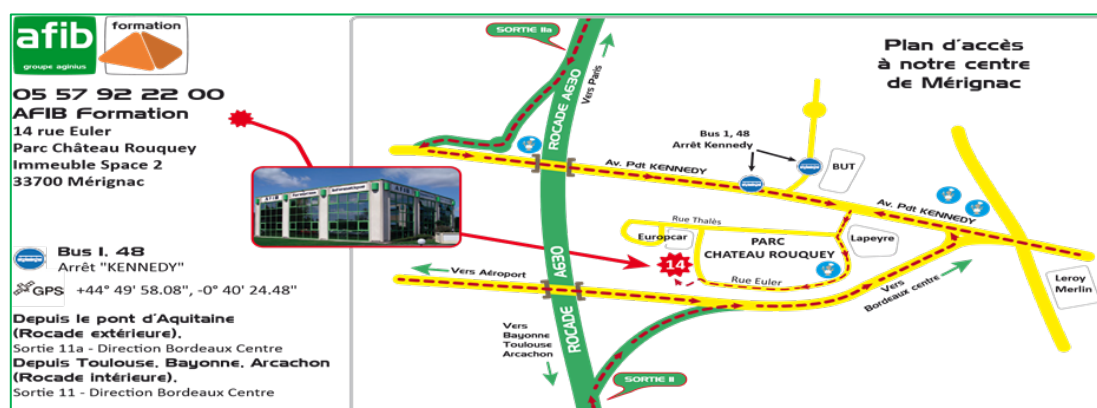 afib
groupe aginius
formation
05 57 92 22 00
AFIB Formation
14 rue Euler
Parc Château Rouquey
Immeuble Space 2
33700 Mérignac
Bus 1, 48
Arrêt "KENNEDY"
GPS +44° 49' 58.08", -0° 40' 24.48"
Depuis le pont d'Aquitaine
(Rocade extérieure),
Sortie 11a - Direction Bordeaux Centre
Depuis Toulouse, Bayonne, Arcachon
(Rocade intérieure),
Sortie 11 - Direction Bordeaux Centre
Plan d'accès
à notre centre
de Mérignac
SORTIE 11a
ROCADE A630
Vers Paris
Bus 1, 48
Arrêt Kennedy
BUT
Av. Pdt KENNEDY
Av. Pdt KENNEDY
AFIB
AFIB
Rue Thalès
Europcar
PARC
CHATEAU ROUQUEY
Lapeyre
14
Rue Euler
Vers Aéroport
ROCADE A630
Vers
Bordeaux centre
Leroy
Merlin
Vers
Bayonne
Toulouse
Arcachon
SORTIE 11